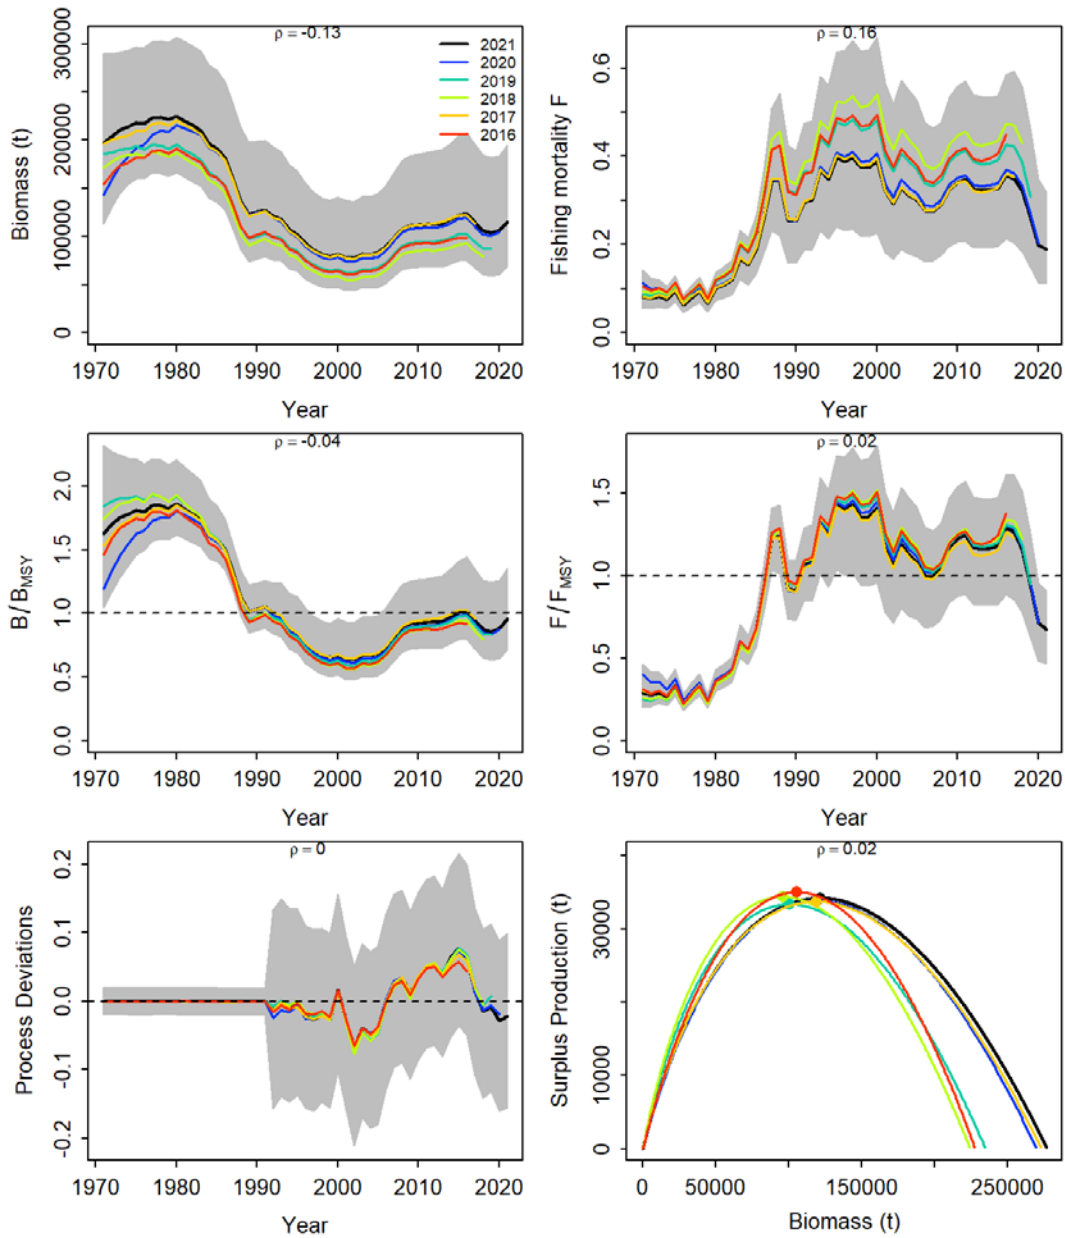 ρ = -0.13
Biomass (t)
0 100000 200000 300000
2021
2020
2019
2018
2017
2016
1970 1980 1990 2000 2010 2020
Year
ρ = 0.16
Fishing mortality F
0.0 0.2 0.4 0.6
1970 1980 1990 2000 2010 2020
Year
ρ = -0.04
B/BMSY
0.0 0.5 1.0 1.5 2.0
1970 1980 1990 2000 2010 2020
Year
ρ = 0.02
F/FMSY
0.0 0.5 1.0 1.5
1970 1980 1990 2000 2010 2020
Year
ρ = 0
Process Deviations
-0.2 -0.1 0.0 0.1 0.2
1970 1980 1990 2000 2010 2020
Year
ρ = 0.02
Surplus Production (t)
0 10000 30000
0 50000 150000 250000
Biomass (t)